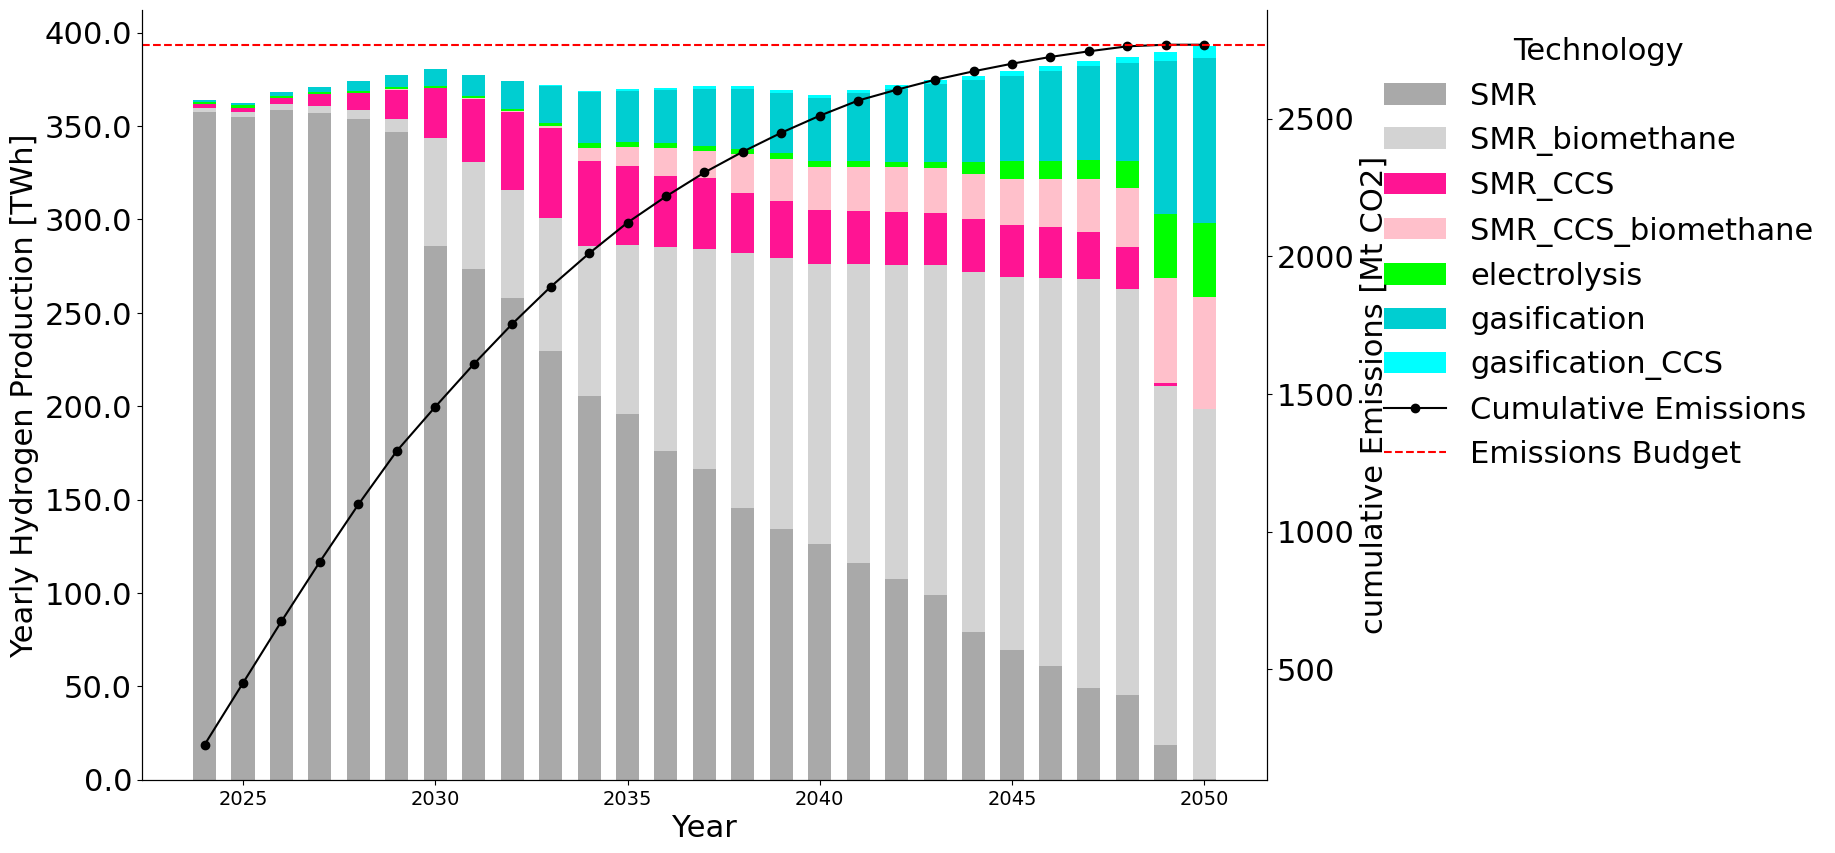 Yearly Hydrogen Production [TWh]
400.0
350.0
300.0
250.0
200.0
150.0
100.0
50.0
0.0
2025
2030
2035
2040
2045
2050
Year
2500
2000
1500
1000
500
cumulative Emissions [Mt CO2]
Technology
SMR
SMR_biomethane
SMR_CCS
SMR_CCS_biomethane
electrolysis
gasification
gasification_CCS
Cumulative Emissions
Emissions Budget